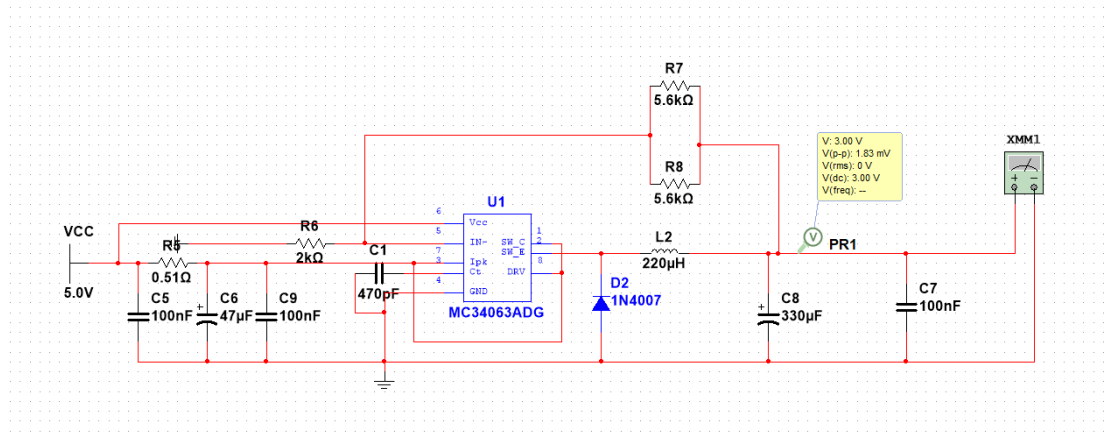 R7
5.6kΩ
R8
5.6kΩ
V: 3.00 V
V(p-p): 1.83 mV
V(rms): 0 V
V(dc): 3.00 V
V(freq): --
XMM1
U1
VCC
5.0V
R5
0.51Ω
R6
2kΩ
C1
470pF
6
5
7
3
4
Vcc
IN-
Ipk
Ct
GND
SW_C
SW_E
DRV
1
2
8
MC34063ADG
L2
220µH
V
PR1
D2
1N4007
C5
100nF
C6
47µF
C9
100nF
C8
330µF
C7
100nF